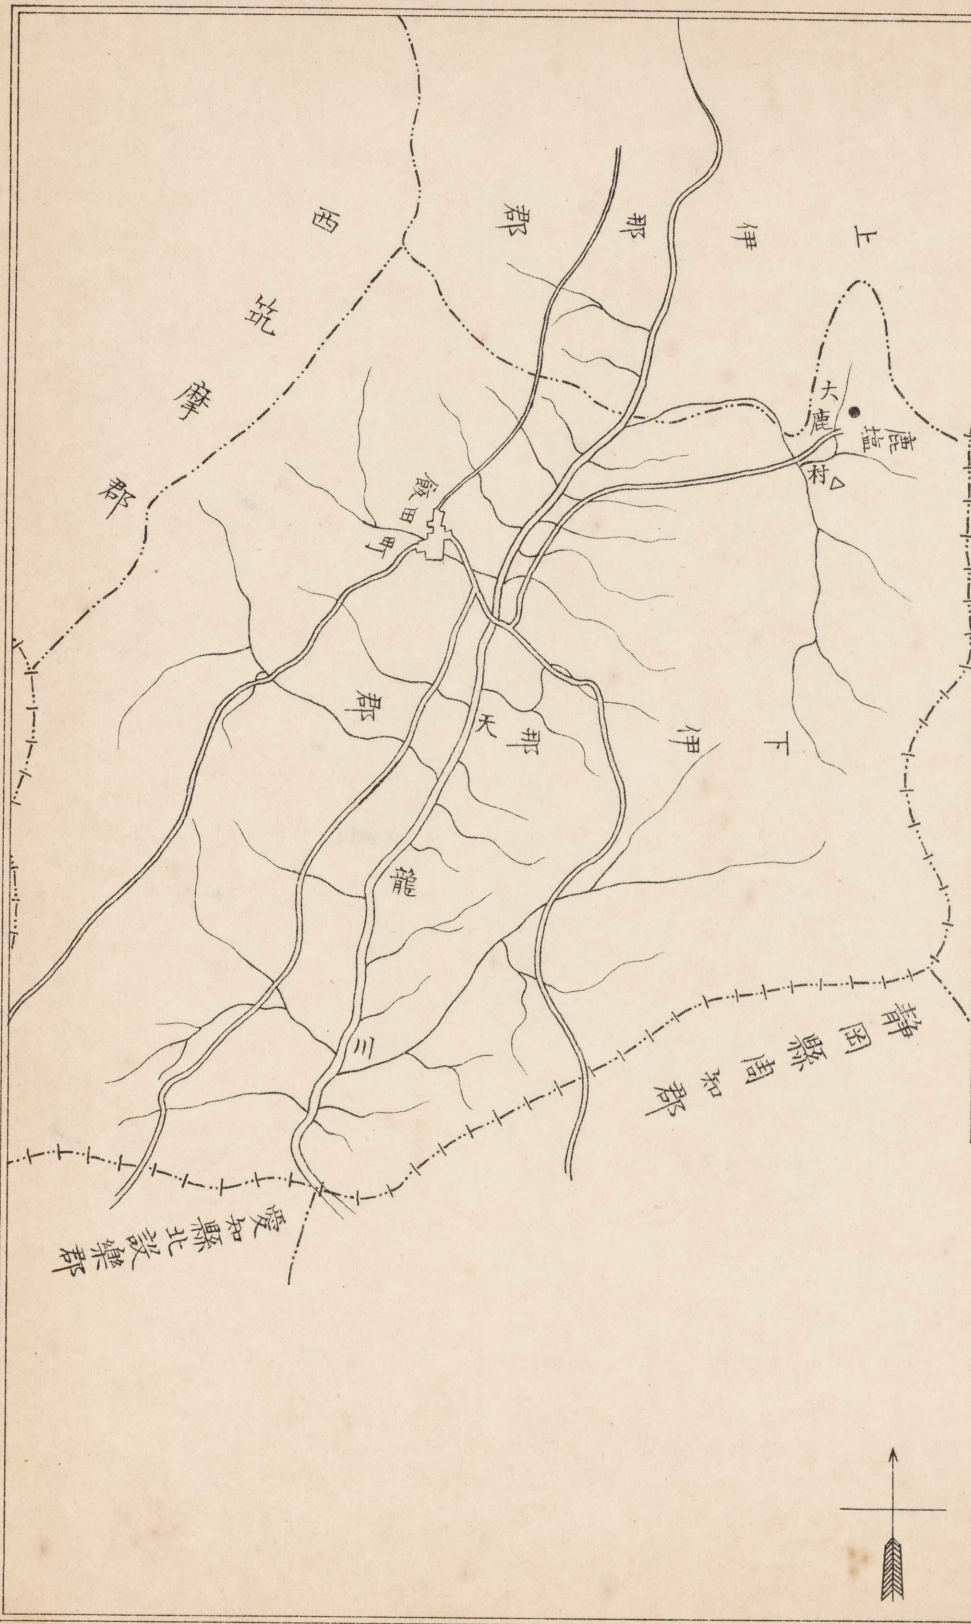 上伊那郡
西筑摩郡
大鹿村
鹿塩
飯田町
下伊那郡
天龍川
静岡縣周知郡
愛知縣北設樂郡